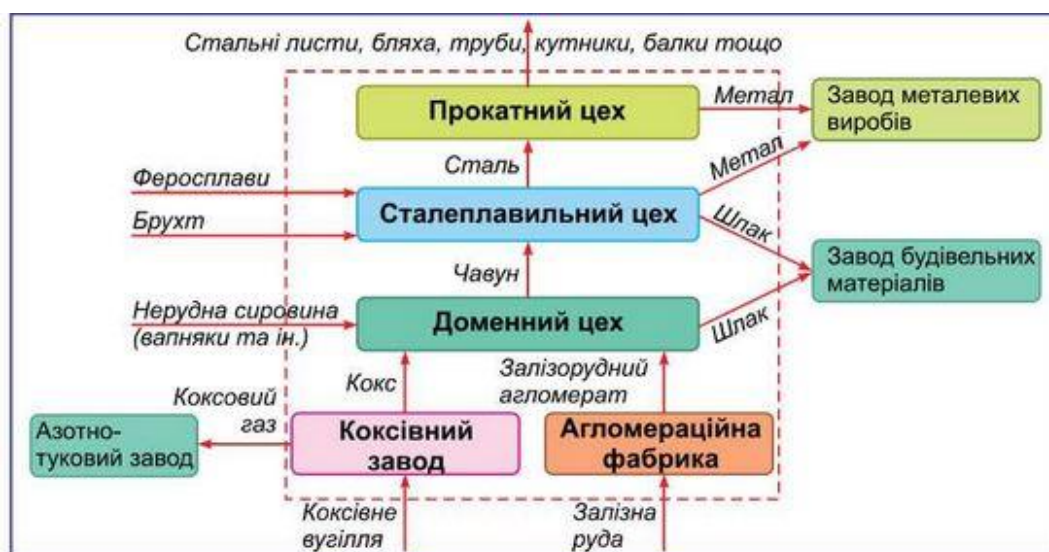 Стальні листи, бляха, труби, кутники, балки тощо
Прокатний цех
Метал
Завод металевих
виробів
Сталь
Метал
Феросплави
Брухт
Сталеплавильний цех
Шлак
Чавун
Завод будівельних
матеріалів
Нерудна сировина
(вапняки та ін.)
Доменний цех
Шлак
Кокс
Залізорудний
агломерат
Коксовий
газ
Азотно-
туковий завод
Коксівний
завод
Агломераційна
фабрика
Коксівне
вугілля
Залізна
руда